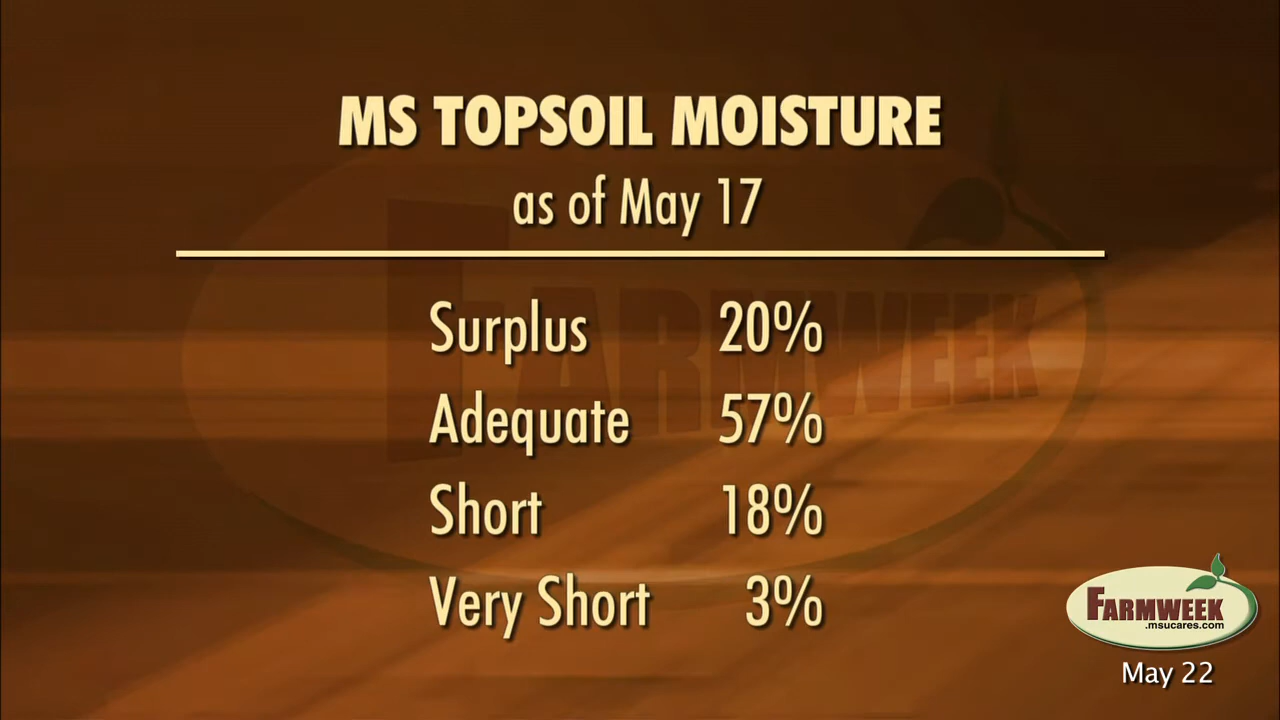 MS TOPSOIL MOISTURE
as of May 17
Surplus 20%
Adequate 57%
Short 18%
Very Short 3%
FARMWEEK
FARMWEEK
.msucares.com
May 22